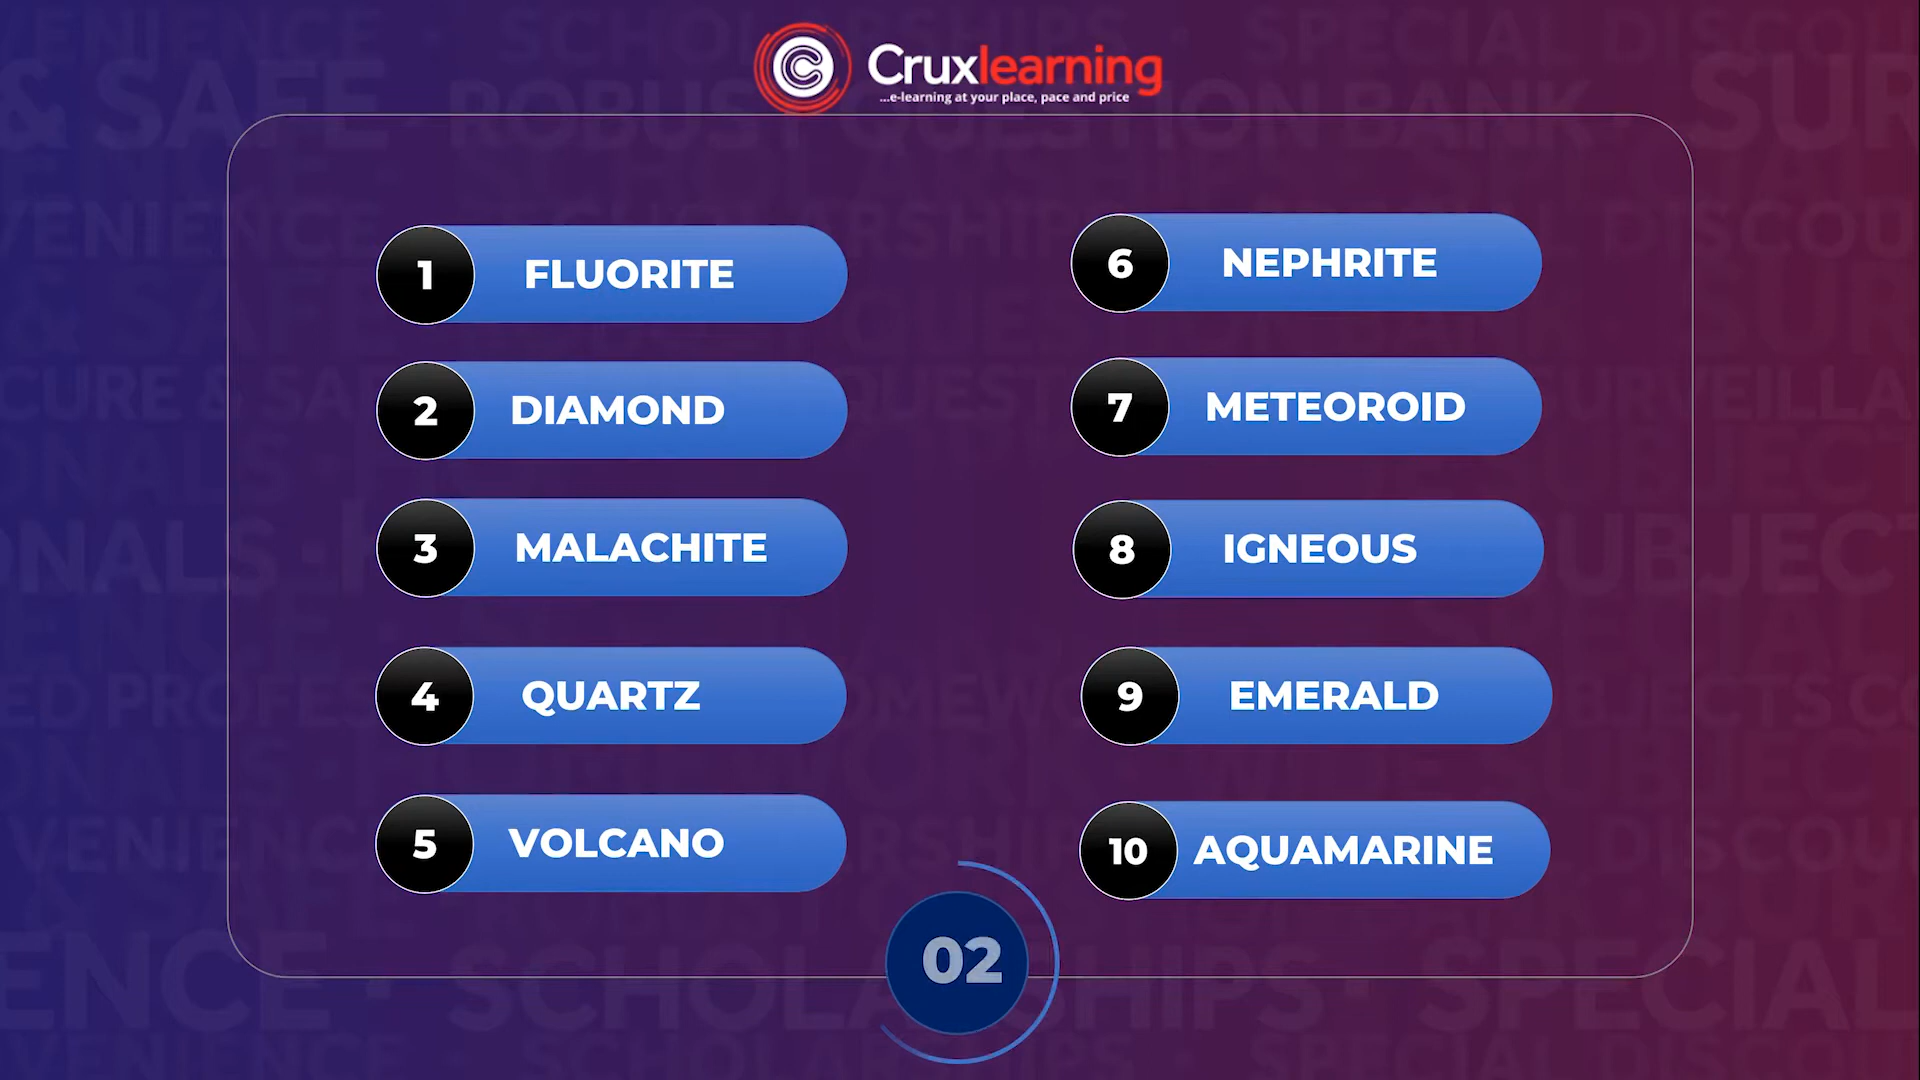 Cruxlearning
...e-learning at your place, pace and price
1 FLUORITE
2 DIAMOND
3 MALACHITE
4 QUARTZ
5 VOLCANO
6 NEPHRITE
7 METEOROID
8 IGNEOUS
9 EMERALD
10 AQUAMARINE
02